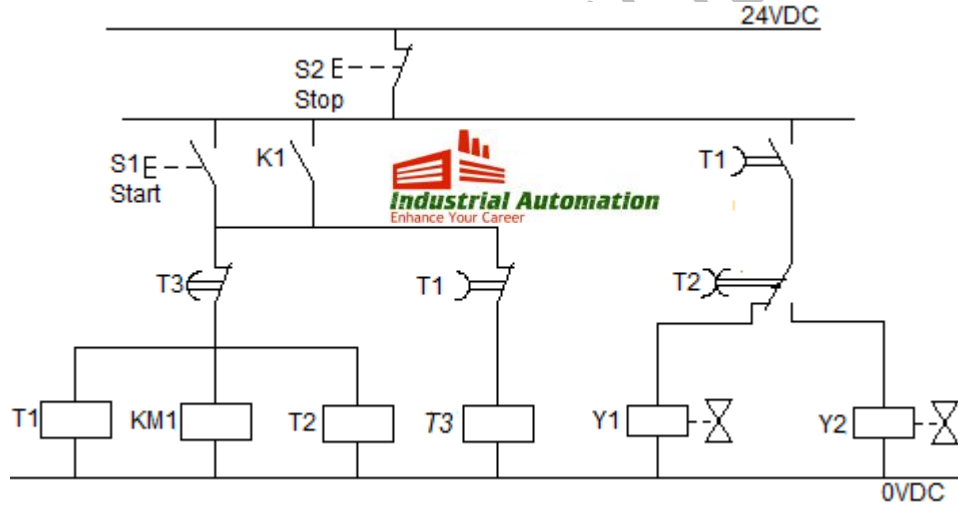 24VDC
S2
Stop
S1
Start
K1
T1
Industrial Automation
Enhance Your Career
T3
T1
T2
T1
KM1
T2
T3
Y1
Y2
0VDC